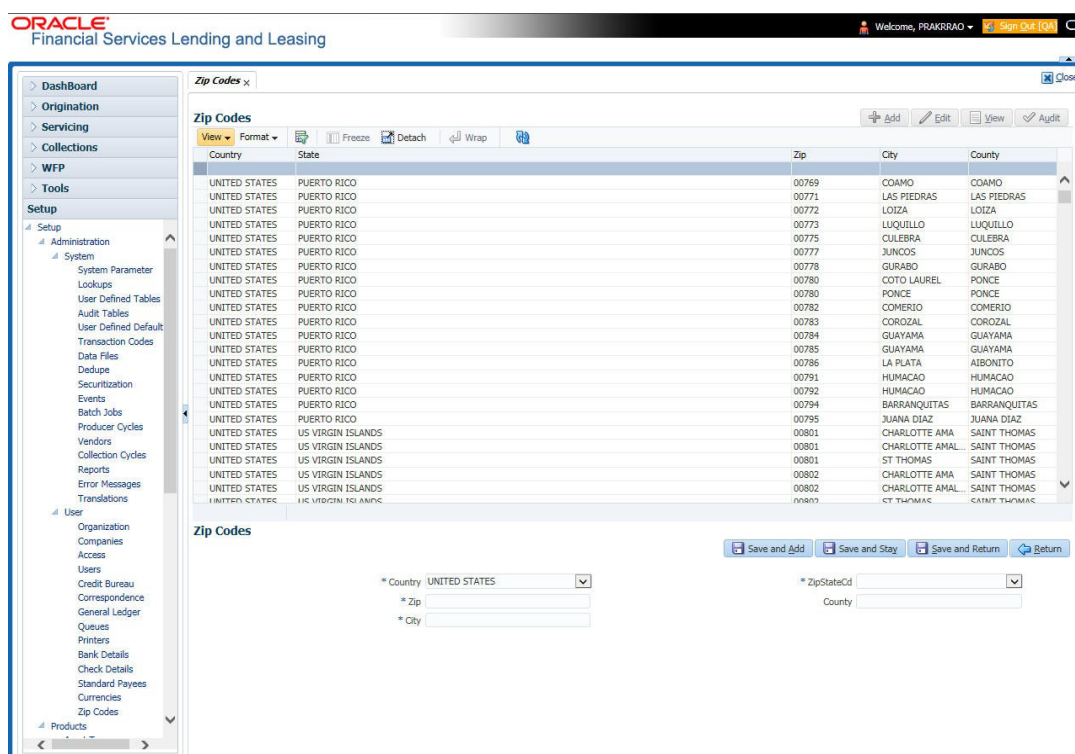 ORACLE
Financial Services Lending and Leasing
Welcome, PRAKRRAO
Sign Out [QA]
DashBoard
Origination
Servicing
Collections
WFP
Tools
Setup
Setup
Administration
System
System Parameter
Lookups
User Defined Tables
Audit Tables
User Defined Default
Transaction Codes
Data Files
Dedupe
Securitization
Events
Batch Jobs
Producer Cycles
Vendors
Collection Cycles
Reports
Error Messages
Translations
User
Organization
Companies
Access
Users
Credit Bureau
Correspondence
General Ledger
Queues
Printers
Bank Details
Check Details
Standard Payees
Currencies
Zip Codes
Products
Zip Codes x
Close
Zip Codes
Add Edit View Audit
View Format Freeze Detach Wrap
Country State Zip City County
UNITED STATES PUERTO RICO 00769 COAMO COAMO
UNITED STATES PUERTO RICO 00771 LAS PIEDRAS LAS PIEDRAS
UNITED STATES PUERTO RICO 00772 LOIZA LOIZA
UNITED STATES PUERTO RICO 00773 LUQUILLO LUQUILLO
UNITED STATES PUERTO RICO 00775 CULEBRA CULEBRA
UNITED STATES PUERTO RICO 00777 JUNCOS JUNCOS
UNITED STATES PUERTO RICO 00778 GURABO GURABO
UNITED STATES PUERTO RICO 00780 COTO LAUREL PONCE
UNITED STATES PUERTO RICO 00780 PONCE PONCE
UNITED STATES PUERTO RICO 00782 COMERIO COMERIO
UNITED STATES PUERTO RICO 00783 COROZAL COROZAL
UNITED STATES PUERTO RICO 00784 GUAYAMA GUAYAMA
UNITED STATES PUERTO RICO 00785 GUAYAMA GUAYAMA
UNITED STATES PUERTO RICO 00786 LA PLATA AIBONITO
UNITED STATES PUERTO RICO 00791 HUMACAO HUMACAO
UNITED STATES PUERTO RICO 00792 HUMACAO HUMACAO
UNITED STATES PUERTO RICO 00794 BARRANQUITAS BARRANQUITAS
UNITED STATES PUERTO RICO 00795 JUANA DIAZ JUANA DIAZ
UNITED STATES US VIRGIN ISLANDS 00801 CHARLOTTE AMA SAINT THOMAS
UNITED STATES US VIRGIN ISLANDS 00801 CHARLOTTE AMAL... SAINT THOMAS
UNITED STATES US VIRGIN ISLANDS 00801 ST THOMAS SAINT THOMAS
UNITED STATES US VIRGIN ISLANDS 00802 CHARLOTTE AMA SAINT THOMAS
UNITED STATES US VIRGIN ISLANDS 00802 CHARLOTTE AMAL... SAINT THOMAS
UNITED STATES US VIRGIN ISLANDS 00802 ST THOMAS SAINT THOMAS
Zip Codes
Save and Add Save and Stay Save and Return Return
* Country UNITED STATES
* ZipStateCd
* Zip
County
* City